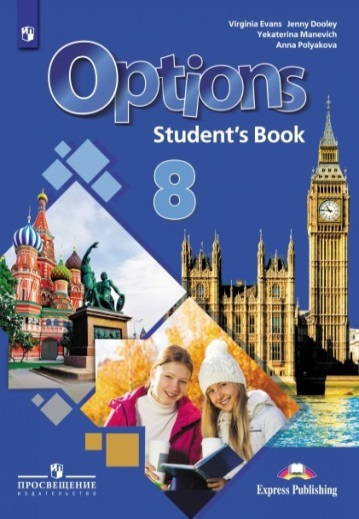 Virginia Evans Jenny Dooley
Yekaterina Manevich
Anna Polyakova
Options
Student's Book
8
ПРОСВЕЩЕНИЕ
ИЗДАТЕЛЬСТВО
Express Publishing